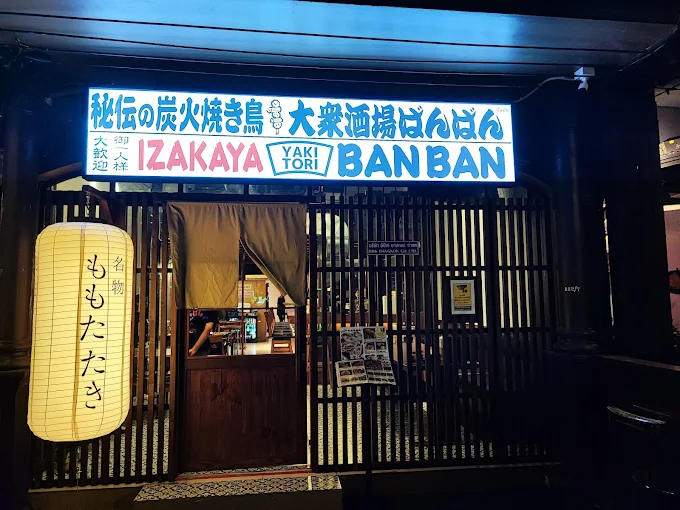 秘伝の炭火焼き鳥 大衆酒場ばんばん
御一人様
大歓迎
IZAKAYA
YAKI
TORI
BAN BAN
名物
ももたたき